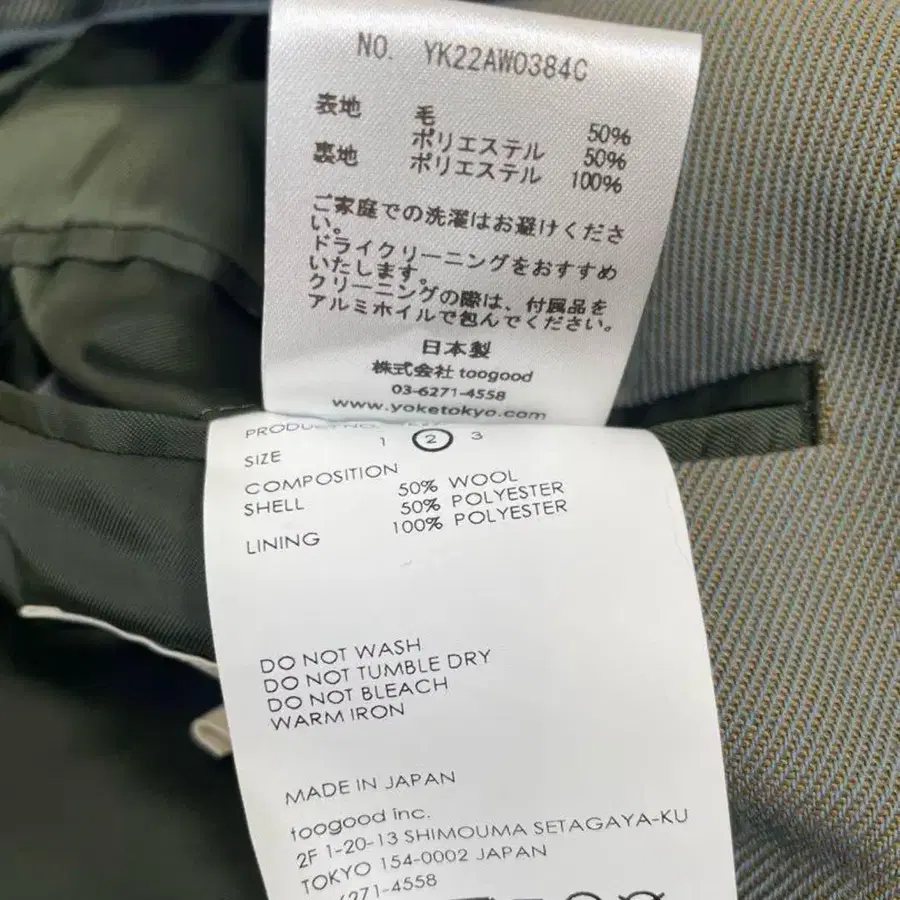 NO. YK22AW0384C
表地 毛 50%
ポリエステル 50%
裏地 ポリエステル 100%
ご家庭での洗濯はお避けくださ
い。
ドライクリーニングをおすすめ
いたします。
クリーニングの際は、付属品を
アルミホイルで包んでください。
日本製
株式会社 toogood
03-6271-4558
www.yoketokyo.com
PRODUCT NO.
SIZE 1 2 3
COMPOSITION
SHELL 50% WOOL
50% POLYESTER
LINING 100% POLYESTER
DO NOT WASH
DO NOT TUMBLE DRY
DO NOT BLEACH
WARM IRON
MADE IN JAPAN
toogood inc.
2F 1-20-13 SHIMOUMA SETAGAYA-KU
TOKYO 154-0002 JAPAN
6271-4558